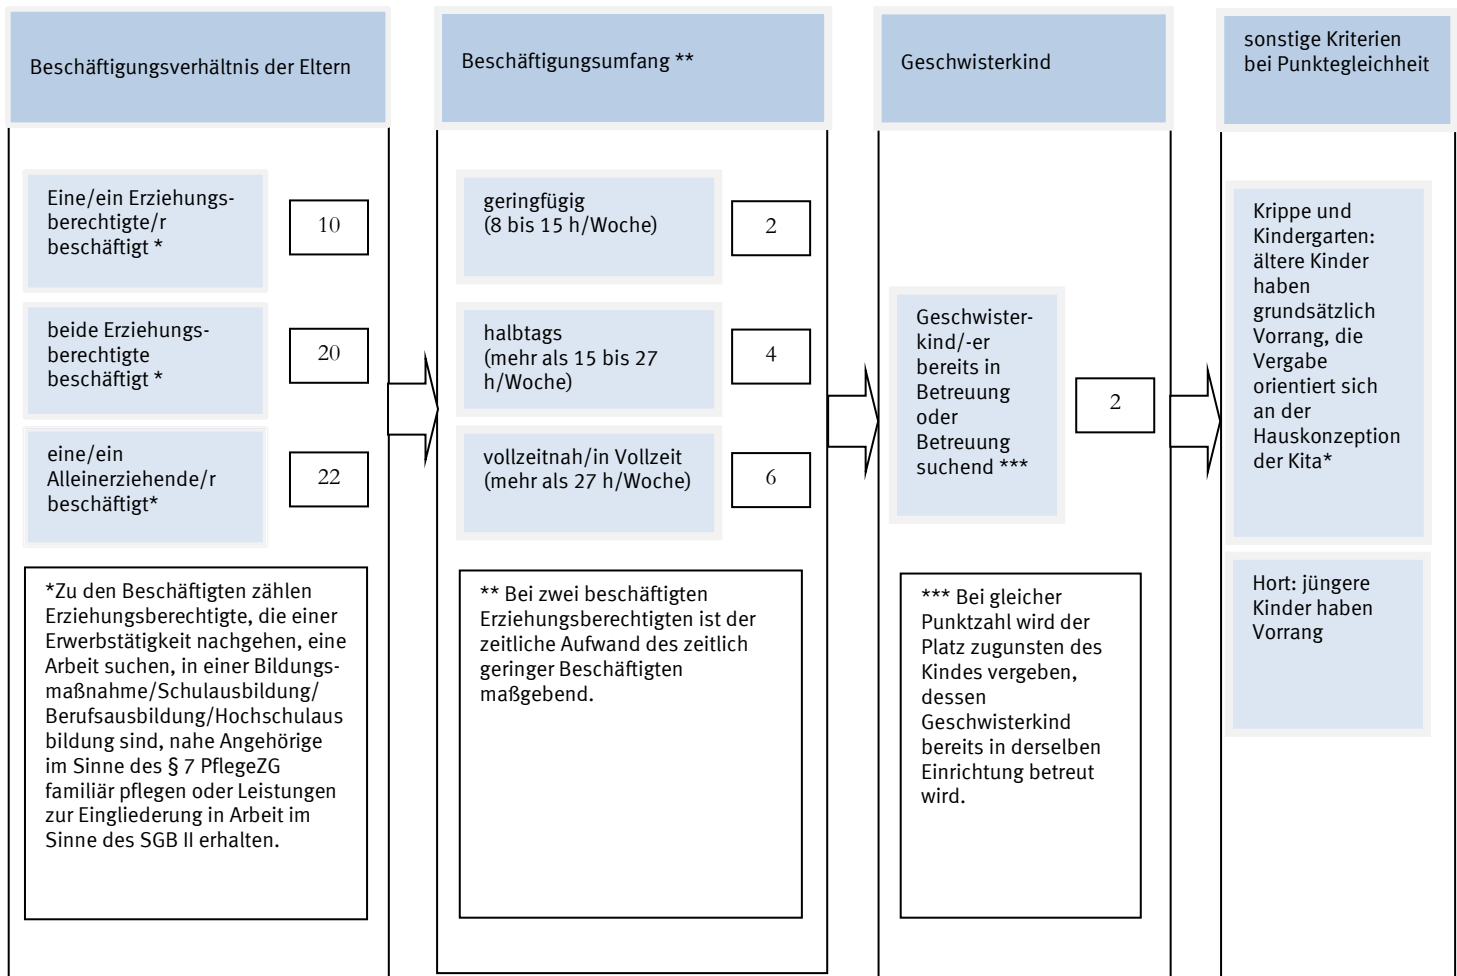 Beschäftigungsverhältnis der Eltern
Eine/ein Erziehungs-
berechtigte/r
beschäftigt *
10
beide Erziehungs-
berechtigte
beschäftigt *
20
eine/ein
Alleinerziehende/r
beschäftigt*
22
*Zu den Beschäftigten zählen
Erziehungsberechtigte, die einer
Erwerbstätigkeit nachgehen, eine
Arbeit suchen, in einer Bildungs-
maßnahme/Schulausbildung/
Berufsausbildung/Hochschulaus
bildung sind, nahe Angehörige
im Sinne des § 7 PflegeZG
familiär pflegen oder Leistungen
zur Eingliederung in Arbeit im
Sinne des SGB II erhalten.
Beschäftigungsumfang **
geringfügig
(8 bis 15 h/Woche)
2
halbtags
(mehr als 15 bis 27
h/Woche)
4
vollzeitnah/in Vollzeit
(mehr als 27 h/Woche)
6
** Bei zwei beschäftigten
Erziehungsberechtigten ist der
zeitliche Aufwand des zeitlich
geringer Beschäftigten
maßgebend.
Geschwisterkind
Geschwister-
kind/-er
bereits in
Betreuung
oder
Betreuung
suchend ***
2
*** Bei gleicher
Punktzahl wird der
Platz zugunsten des
Kindes vergeben,
dessen
Geschwisterkind
bereits in derselben
Einrichtung betreut
wird.
sonstige Kriterien
bei Punktegleichheit
Krippe und
Kindergarten:
ältere Kinder
haben
grundsätzlich
Vorrang, die
Vergabe
orientiert sich
an der
Hauskonzeption
der Kita*
Hort: jüngere
Kinder haben
Vorrang